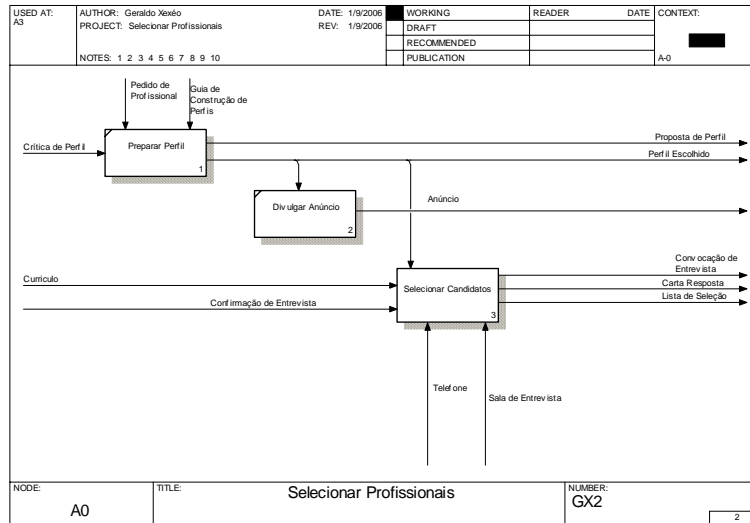 USED AT:
A3
AUTHOR: Geraldo Xexéo
DATE: 1/9/2006
PROJECT: Selecionar Profissionais
REV: 1/9/2006
NOTES: 1 2 3 4 5 6 7 8 9 10
WORKING
DRAFT
RECOMMENDED
PUBLICATION
READER
DATE
CONTEXT:
A-0
Pedido de
Profissional
Guia de
Construção de
Perfis
Crítica de Perfil
Preparar Perfil
1
Proposta de Perfil
Perfil Escolhido
Divulgar Anúncio
2
Anúncio
Curriculo
Confirmação de Entrevista
Selecionar Candidatos
3
Convocação de
Entrevista
Carta Resposta
Lista de Seleção
Telefone
Sala de Entrevista
NODE:
A0
TITLE:
Selecionar Profissionais
NUMBER:
GX2
2